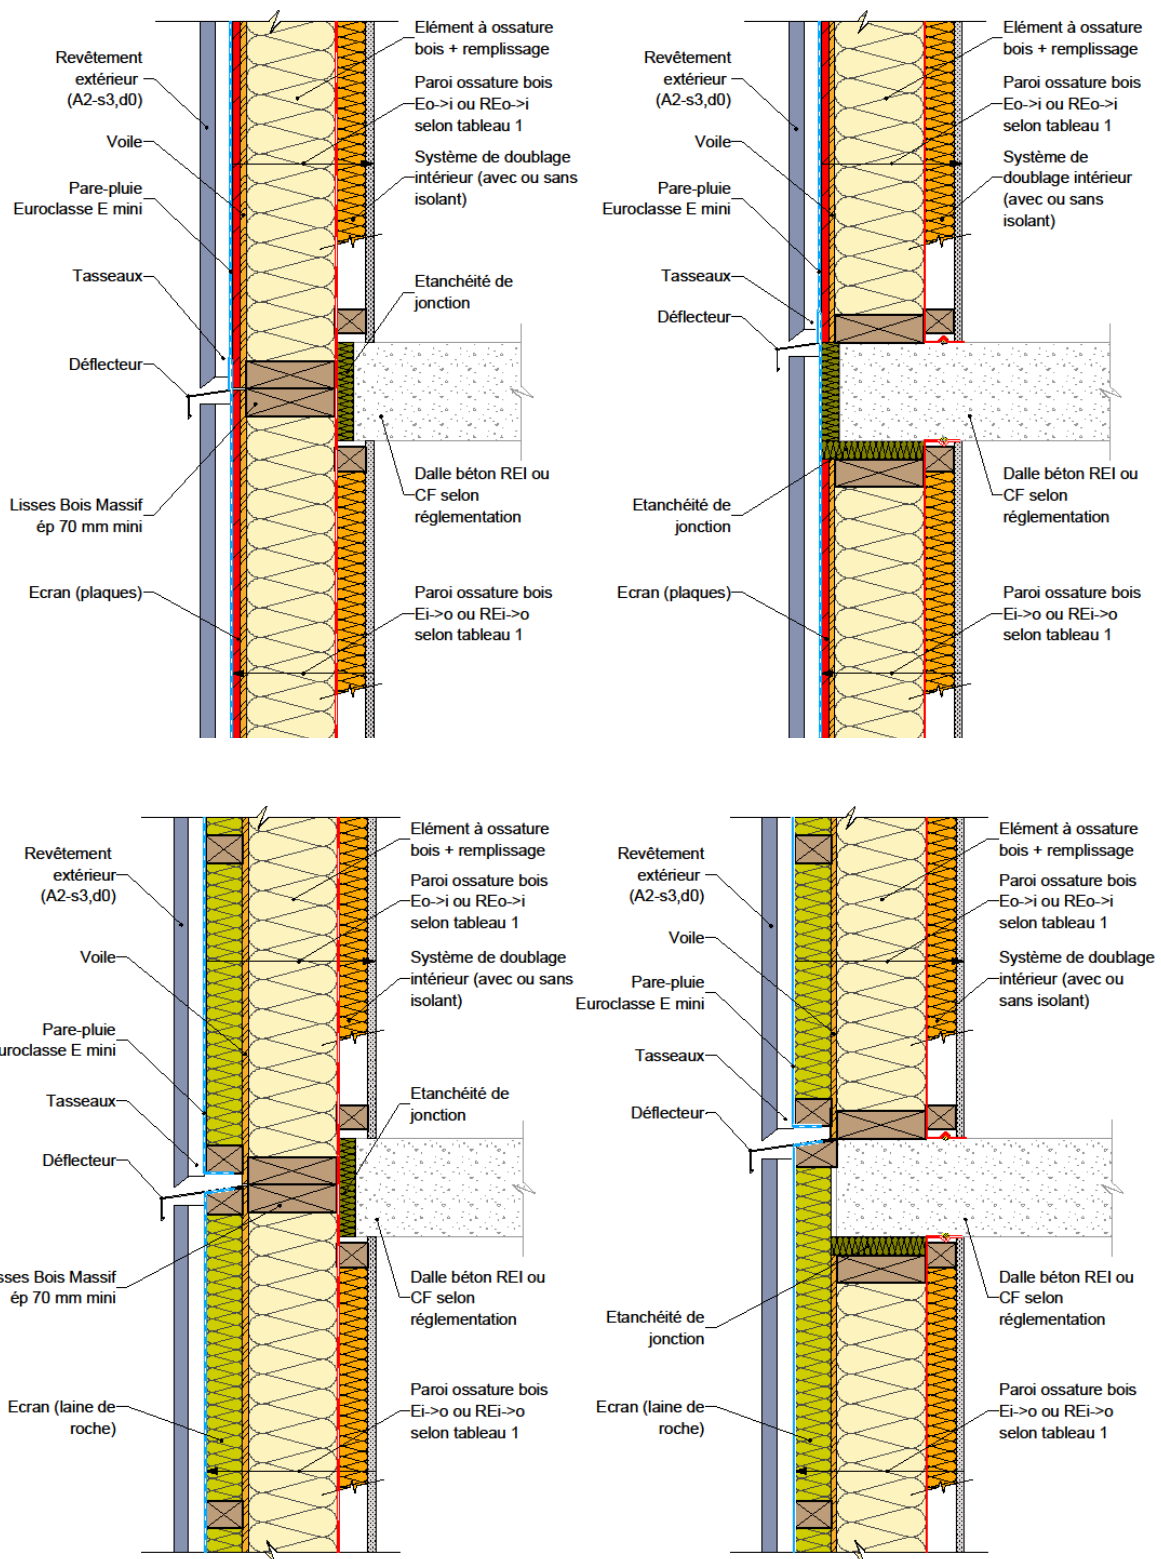 Revêtement
extérieur
(A2-s3,d0)
Voile
Pare-pluie
Euroclasse E mini
Tasseaux
Déflecteur
Lisses Bois Massif
ép 70 mm mini
Ecran (plaques)
Elément à ossature
bois + remplissage
Paroi ossature bois
Eo->i ou REo->i
selon tableau 1
Système de doublage
intérieur (avec ou sans
isolant)
Etanchéité de
jonction
Dalle béton REI ou
CF selon
réglementation
Paroi ossature bois
Ei->o ou REi->o
selon tableau 1
Revêtement
extérieur
(A2-s3,d0)
Voile
Pare-pluie
Euroclasse E mini
Tasseaux
Déflecteur
Etanchéité de
jonction
Ecran (plaques)
Elément à ossature
bois + remplissage
Paroi ossature bois
Eo->i ou REo->i
selon tableau 1
Système de
doublage intérieur
(avec ou sans
isolant)
Dalle béton REI ou
CF selon
réglementation
Paroi ossature bois
Ei->o ou REi->o
selon tableau 1
Revêtement
extérieur
(A2-s3,d0)
Voile
Pare-pluie
uroclasse E mini
Tasseaux
Déflecteur
sses Bois Massif
ép 70 mm mini
Ecran (laine de
roche)
Elément à ossature
bois + remplissage
Paroi ossature bois
Eo->i ou REo->i
selon tableau 1
Système de doublage
intérieur (avec ou sans
isolant)
Etanchéité de
jonction
Dalle béton REI ou
CF selon
réglementation
Paroi ossature bois
Ei->o ou REi->o
selon tableau 1
Revêtement
extérieur
(A2-s3,d0)
Voile
Pare-pluie
Euroclasse E mini
Tasseaux
Déflecteur
Etanchéité de
jonction
Ecran (laine de
roche)
Elément à ossature
bois + remplissage
Paroi ossature bois
Eo->i ou REo->i
selon tableau 1
Système de doublage
intérieur (avec ou
sans isolant)
Dalle béton REI ou
CF selon
réglementation
Paroi ossature bois
Ei->o ou REi->o
selon tableau 1